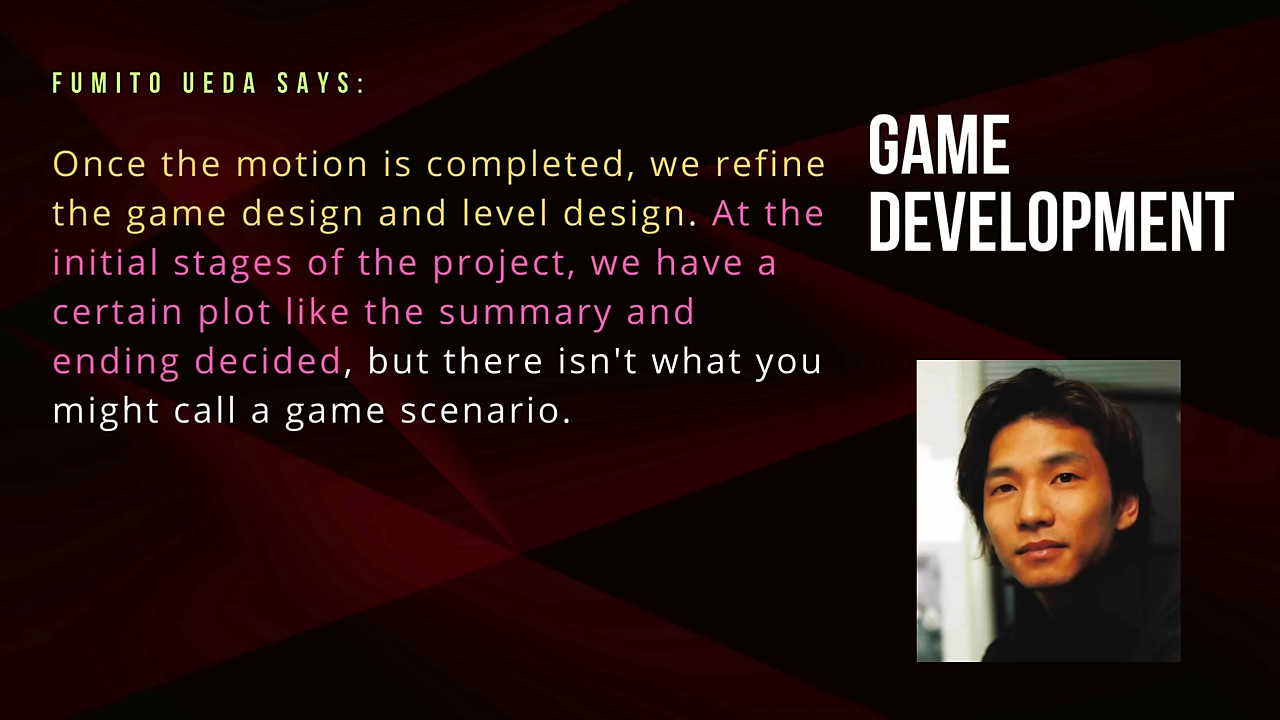 FUMITO UEDA SAYS:
Once the motion is completed, we refine
the game design and level design. At the
initial stages of the project, we have a
certain plot like the summary and
ending decided, but there isn't what you
might call a game scenario.
GAME
DEVELOPMENT